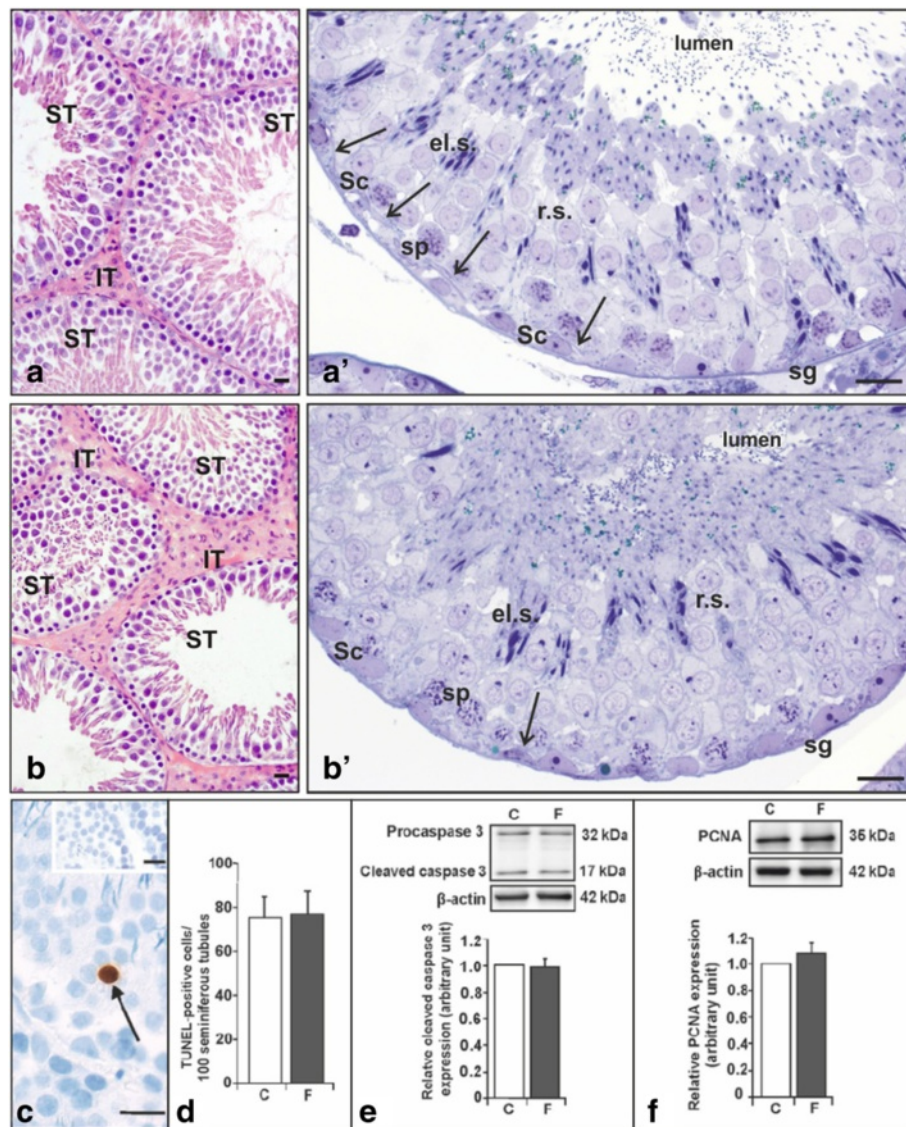 ST
ST
IT
ST
a
lumen
el.s.
Sc
r.s.
sp
Sc
sg
a’
IT
ST
IT
ST
ST
b
lumen
el.s.
r.s.
Sc
sp
sg
b’
c
100
80
60
40
20
0
TUNEL-positive cells/
100 seminiferous tubules
C F
d
C F
Procaspase 3 32 kDa
Cleaved caspase 3 17 kDa
β-actin 42 kDa
1.2
1.0
0.8
0.6
0.4
0.2
0
Relatve cleaved caspase 3
expression (arbitrary unit)
C F
e
C F
PCNA 35 kDa
β-actin 42 kDa
1.2
1.0
0.8
0.6
0.4
0.2
0
Relative PCNA expression
(arbitrary unit)
C F
f